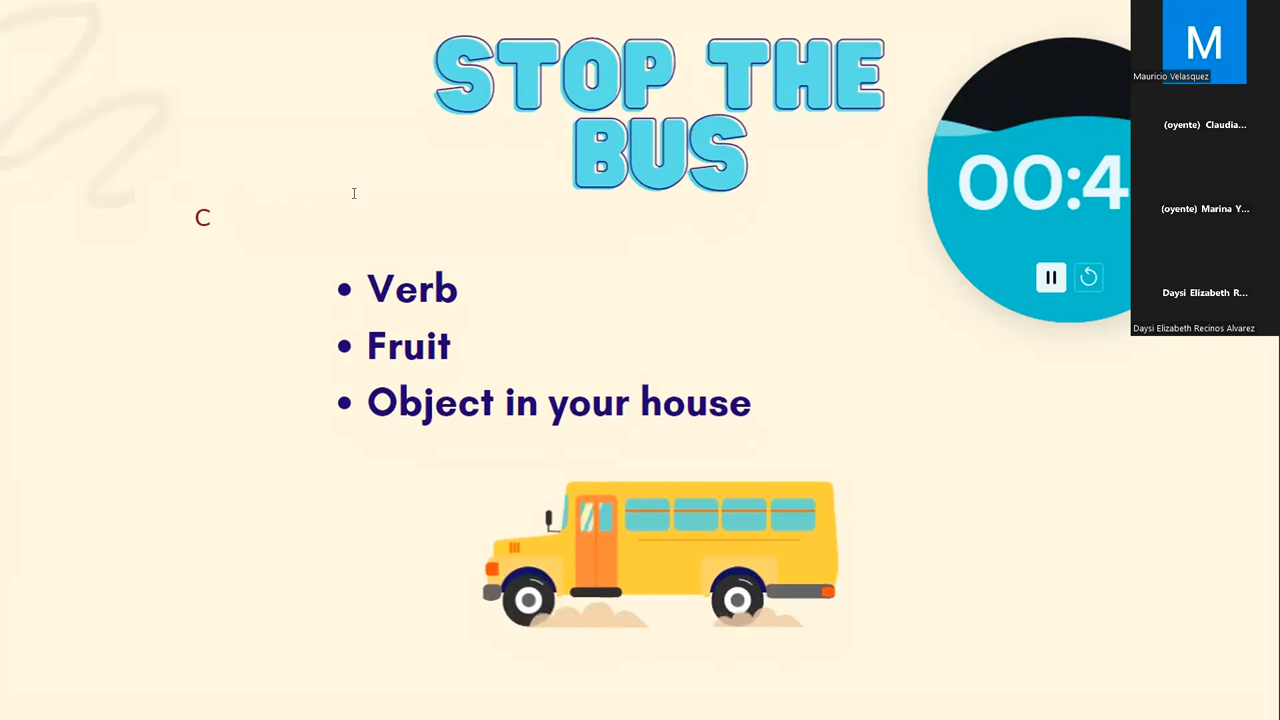 STOP THE
BUS
00:4
M
Mauricio Velasquez
(oyente) Claudia...
(oyente) Marina Y...
Daysi Elizabeth R...
Daysi Elizabeth Recinos Alvarez
C
• Verb
• Fruit
• Object in your house